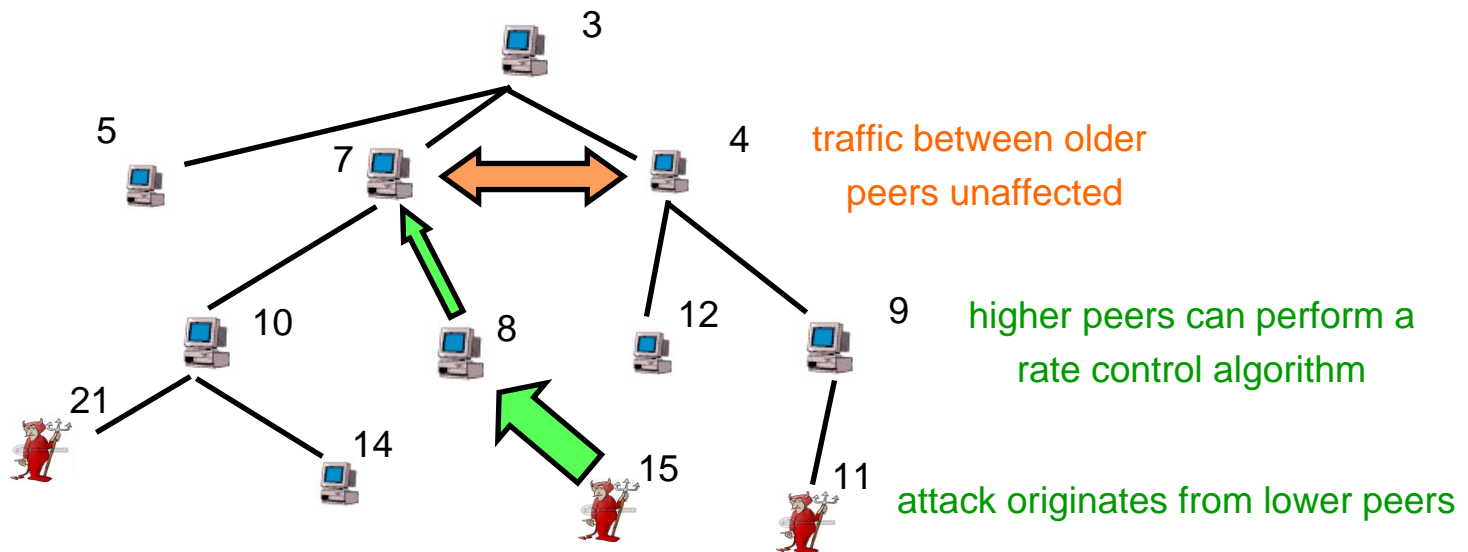 3
5
7
4
traffic between older
peers unaffected
10
8
12
9
higher peers can perform a
rate control algorithm
21
14
15
11
attack originates from lower peers